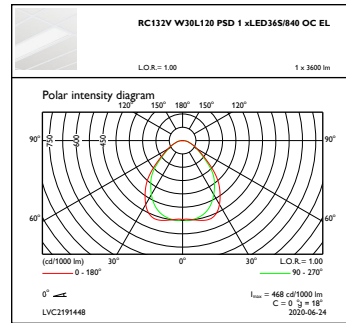 RC132V W30L120 PSD 1 xLED36S/840 OC EL
L.O.R.= 1.00 1 x 3600 lm
Polar intensity diagram
120° 150° 180° 150° 120°
90° 750 600 450 90°
60° 60°
(cd/1000 lm) 30° 0° 30° L.O.R.= 1.00
0 - 180° 90 - 270°
0° Imax = 468 cd/1000 lm
C = 0 °g = 18°
LVC2191448 2020-06-24